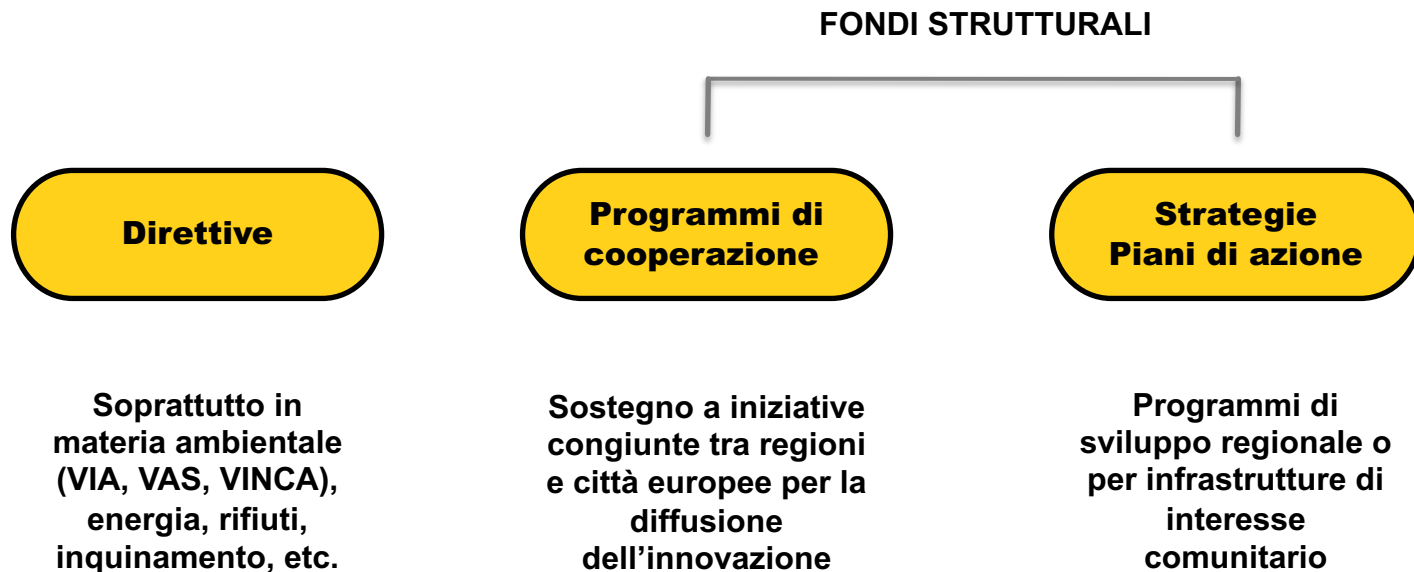 FONDI STRUTTURALI
Direttive
Programmi di
cooperazione
Strategie
Piani di azione
Soprattutto in
materia ambientale
(VIA, VAS, VINCA),
energia, rifiuti,
inquinamento, etc.
Sostegno a iniziative
congiunte tra regioni
e città europee per la
diffusione
dell’innovazione
Programmi di
sviluppo regionale o
per infrastrutture di
interesse
comunitario